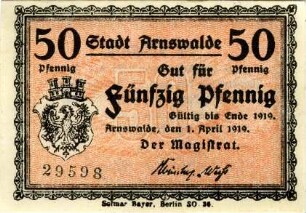 50 Stadt Arnswalde 50
Pfennig Gut für Pfennig
Fünfzig Pfennig
Gültig bis Ende 1919.
Arnswalde, den 1. April 1919.
Der Magistrat.
29598
Selmar Bayer, Berlin SO. 36.